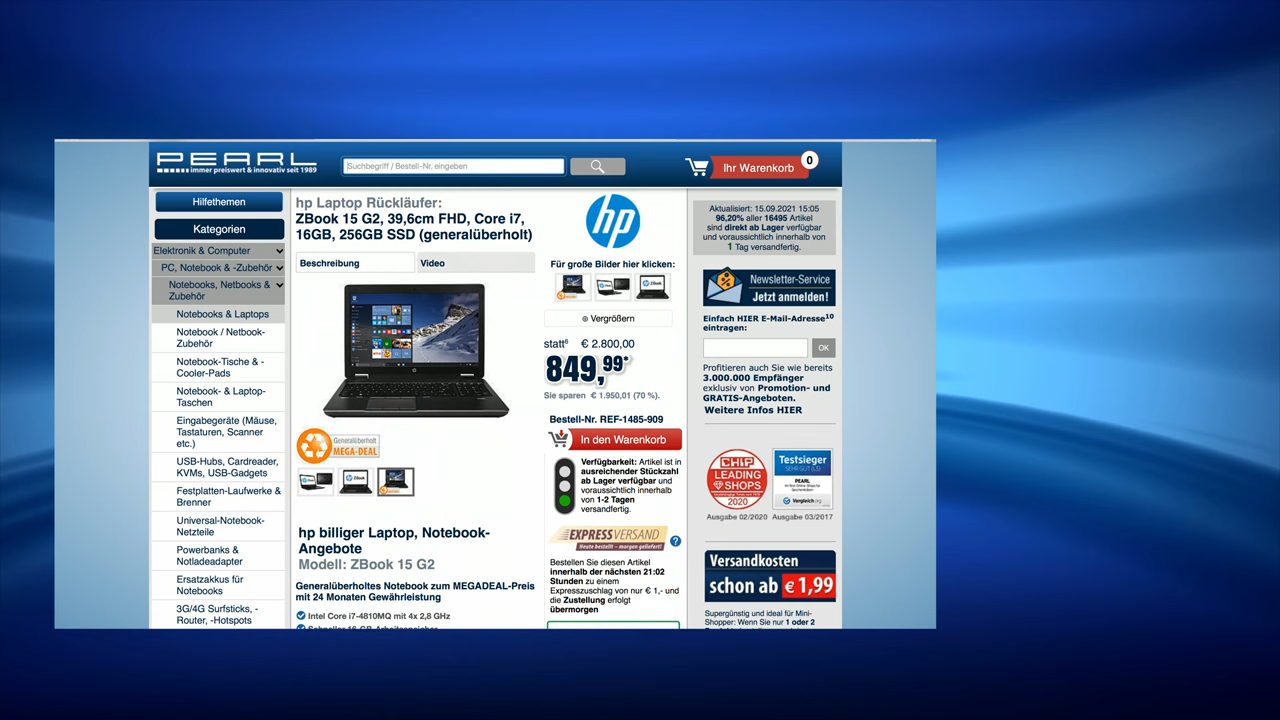 PEARL
immer preiswert & innovativ seit 1989
Suchbegriff / Bestell-Nr. eingeben
Ihr Warenkorb
0
Hilfethemen
Kategorien
Elektronik & Computer
PC, Notebook & -Zubehör
Notebooks, Netbooks &
Zubehör
Notebooks & Laptops
Notebook / Netbook-
Zubehör
Notebook-Tische & -
Cooler-Pads
Notebook- & Laptop-
Taschen
Eingabegeräte (Mäuse,
Tastaturen, Scanner
etc.)
USB-Hubs, Cardreader,
KVMs, USB-Gadgets
Festplatten-Laufwerke &
Brenner
Universal-Notebook-
Netzteile
Powerbanks &
Notladeadapter
Ersatzakkus für
Notebooks
3G/4G Surfsticks, -
Router, -Hotspots
hp Laptop Rückläufer:
ZBook 15 G2, 39,6cm FHD, Core i7,
16GB, 256GB SSD (generalüberholt)
Beschreibung
Video
Generalüberholt
MEGA-DEAL
hp billiger Laptop, Notebook-
Angebote
Modell: ZBook 15 G2
Generalüberholtes Notebook zum MEGADEAL-Preis
mit 24 Monaten Gewährleistung
Intel Core i7-4810MQ mit 4x 2,8 GHz
hp
Für große Bilder hier klicken:
Vergrößern
statt⁶ € 2.800,00
849,99*
Sie sparen € 1.950,01 (70 %).
Bestell-Nr. REF-1485-909
In den Warenkorb
Verfügbarkeit: Artikel ist in
ausreichender Stückzahl
ab Lager verfügbar und
voraussichtlich innerhalb
von 1-2 Tagen
versandfertig.
EXPRESSVERSAND
Heute bestellt – morgen geliefert!
?
Bestellen Sie diesen Artikel
innerhalb der nächsten 21:02
Stunden zu einem
Expresszuschlag von nur € 1,- und
die Zustellung erfolgt
übermorgen
Aktualisiert: 15.09.2021 15:05
96,20% aller 16495 Artikel
sind direkt ab Lager verfügbar
und voraussichtlich innerhalb von
1 Tag versandfertig.
Newsletter-Service
Jetzt anmelden!
Einfach HIER E-Mail-Adresse¹⁰
eintragen:
OK
Profitieren auch Sie wie bereits
3.000.000 Empfänger
exklusiv von Promotion- und
GRATIS-Angeboten.
Weitere Infos HIER
CHIP
LEADING
SHOPS
2020
Testsieger
SEHR GUT (1,3)
PEARL
Vergleich.org
Ausgabe 02/2020
Ausgabe 03/2017
Versandkosten
schon ab € 1,99
Supergünstig und ideal für Mini-
Shopper: Wenn Sie nur 1 oder 2